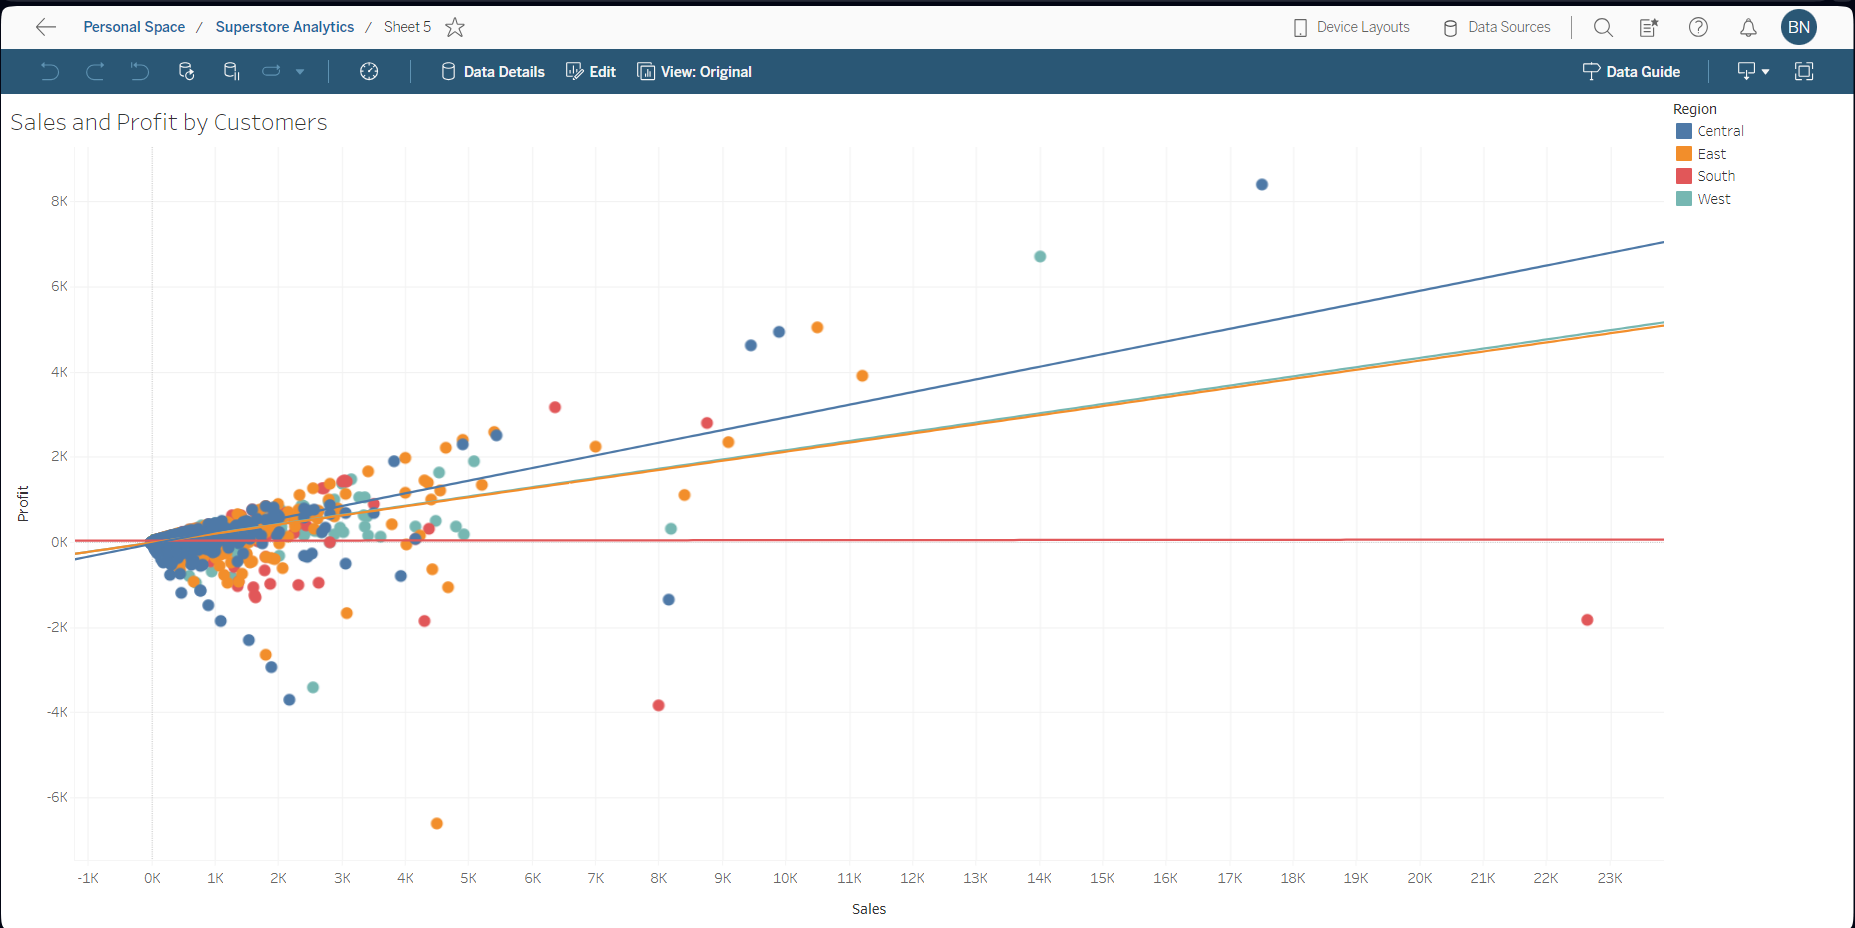 Personal Space / Superstore Analytics / Sheet 5 Device Layouts Data Sources BN
Data Details Edit View: Original Data Guide
Sales and Profit by Customers
Region
Central
East
South
West
Profit
8K
6K
4K
2K
0K
-2K
-4K
-6K
-1K 0K 1K 2K 3K 4K 5K 6K 7K 8K 9K 10K 11K 12K 13K 14K 15K 16K 17K 18K 19K 20K 21K 22K 23K
Sales